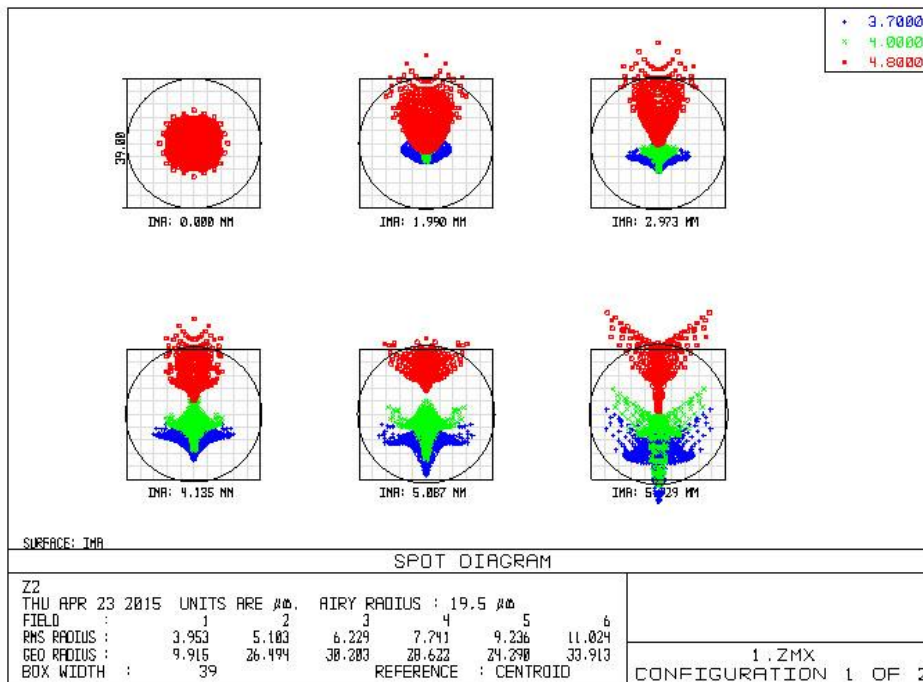 3.7000
4.0000
4.8000
39.00
IMA: 0.000 MM
IMA: 1.990 MM
IMA: 2.973 MM
IMA: 4.135 MM
IMA: 5.087 MM
MM
SURFACE: IMA
SPOT DIAGRAM
Z2
THU APR 23 2015 UNITS ARE µm. AIRY RADIUS : 19.5 µm
FIELD : 1 2 3 4 5 6
RMS RADIUS : 3.953 5.103 6.229 7.741 9.236 11.024
GEO RADIUS : 9.915 26.494 30.203 28.622 24.290 33.913
BOX WIDTH : 39 REFERENCE : CENTROID
1.ZMX
CONFIGURATION 1 OF